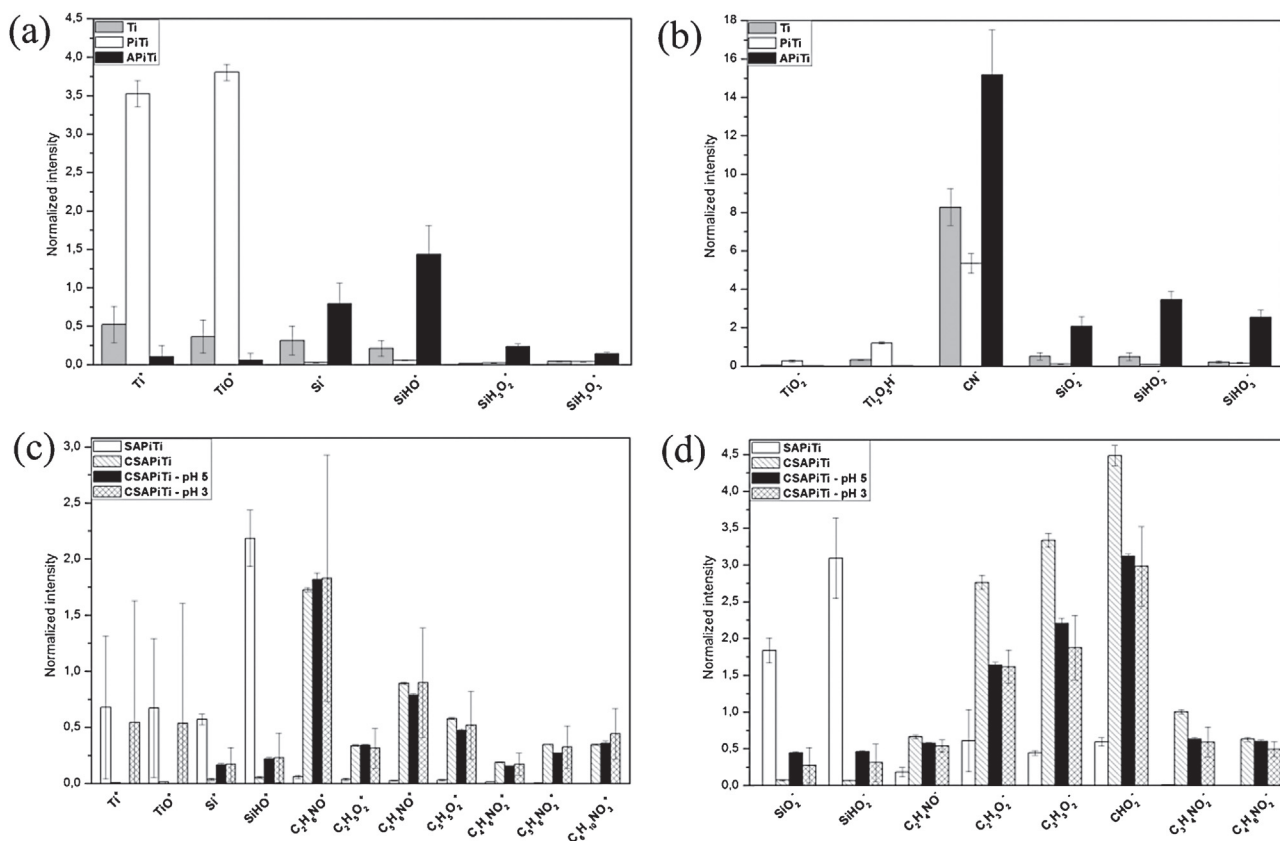 (a)
Ti
PiTi
APiTi
Normalized intensity
4,5
4,0
3,5
3,0
2,5
2,0
1,5
1,0
0,5
0,0
Ti⁺
TiO⁺
Si⁺
SiHO⁺
SiH₃O₂⁺
SiH₃O₃⁺
(b)
Ti
PiTi
APiTi
Normalized intensity
18
16
14
12
10
8
6
4
2
0
TiO₂⁻
Ti₂O₅H⁻
CN⁻
SiO₂⁻
SiHO₂⁻
SiHO₃⁻
(c)
SAPiTi
CSAPiTi
CSAPiTi - pH 5
CSAPiTi - pH 3
Normalized intensity
3,0
2,5
2,0
1,5
1,0
0,5
0,0
Ti⁺
TiO⁺
Si⁺
SiHO⁺
C₂H₆NO⁺
C₂H₅O₂⁺
C₃H₆NO⁺
C₃H₅O₂⁺
C₄H₆NO₂⁺
C₅H₆NO₂⁺
C₆H₁₀NO₃⁺
(d)
SAPiTi
CSAPiTi
CSAPiTi - pH 5
CSAPiTi - pH 3
Normalized intensity
4,5
4,0
3,5
3,0
2,5
2,0
1,5
1,0
0,5
0,0
SiO₂⁻
SiHO₂⁻
C₂H₄NO⁻
C₂H₃O₂⁻
C₃H₃O₂⁻
CHO₂⁻
C₃H₄NO₂⁻
C₄H₆NO₂⁻